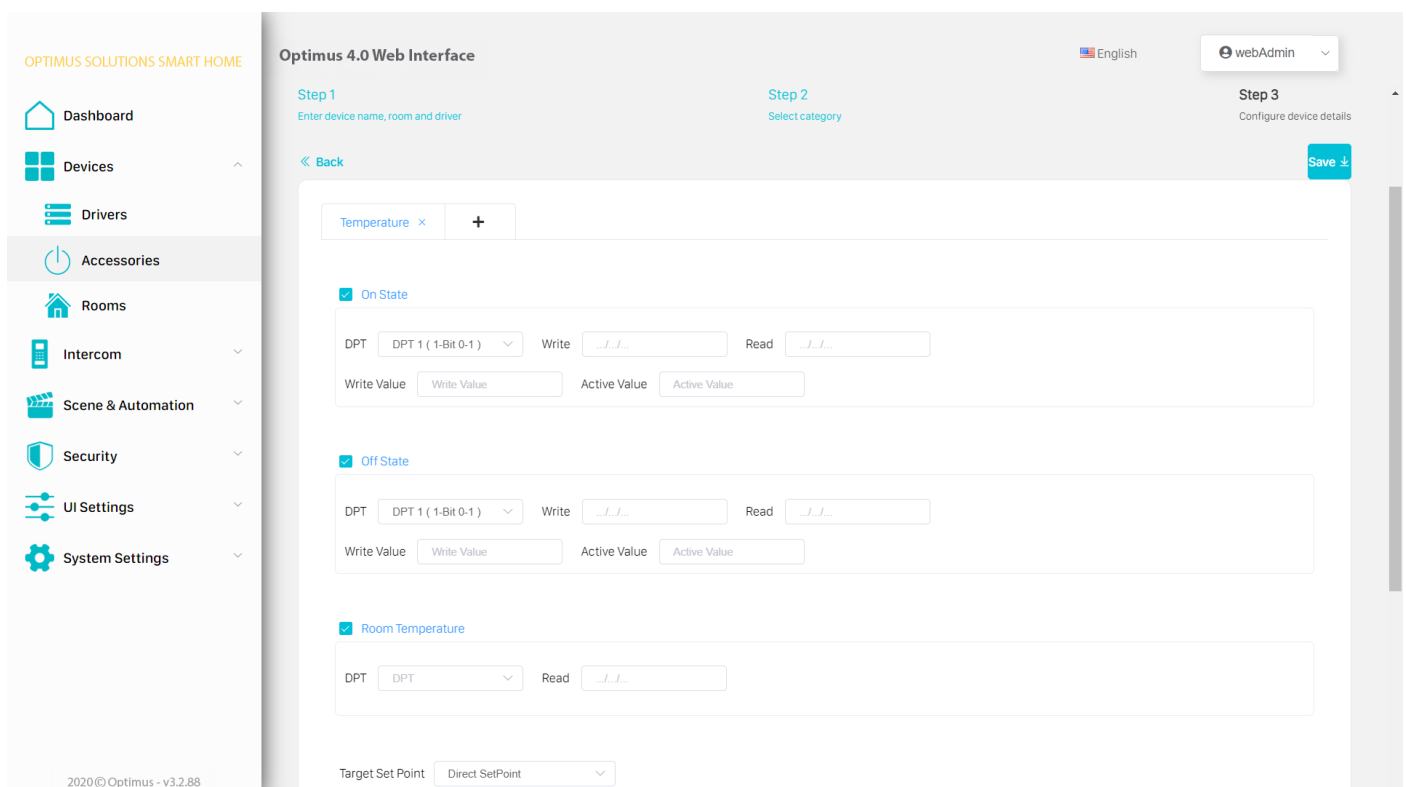 OPTIMUS SOLUTIONS SMART HOME
Optimus 4.0 Web Interface
English
webAdmin
Dashboard
Devices
Drivers
Accessories
Rooms
Intercom
Scene & Automation
Security
UI Settings
System Settings
2020 © Optimus - v3.2.88
Step 1
Enter device name, room and driver
Step 2
Select category
Step 3
Configure device details
« Back
Save
Temperature ×
+
On State
DPT DPT 1 ( 1-Bit 0-1 ) Write .../.../... Read .../.../...
Write Value Write Value Active Value Active Value
Off State
DPT DPT 1 ( 1-Bit 0-1 ) Write .../.../... Read .../.../...
Write Value Write Value Active Value Active Value
Room Temperature
DPT DPT Read .../.../...
Target Set Point Direct SetPoint